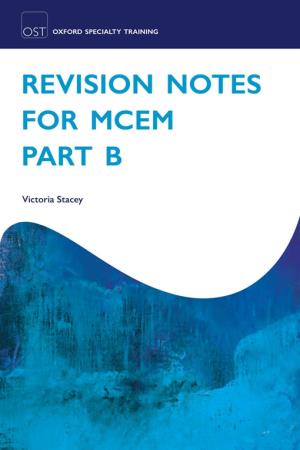 OST OXFORD SPECIALTY TRAINING
REVISION NOTES
FOR MCEM
PART B
Victoria Stacey